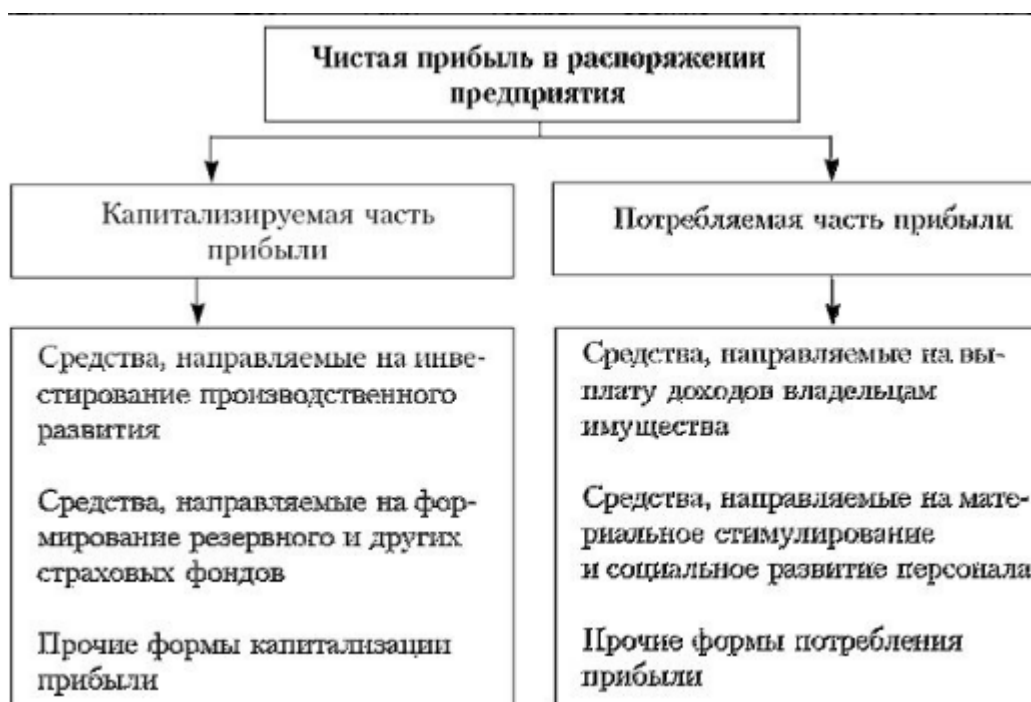 Чистая прибыль в распоряжении
предприятия
Капитализируемая часть
прибыли
Потребляемая часть прибыли
Средства, направляемые на инве-
стирование производственного
развития
Средства, направляемые на фор-
мирование резервного и других
страховых фондов
Прочие формы капитализации
прибыли
Средства, направляемые на вы-
плату доходов владельцам
имущества
Средства, направляемые на мате-
риальное стимулирование
и социальное развитие персонала
Прочие формы потребления
прибыли